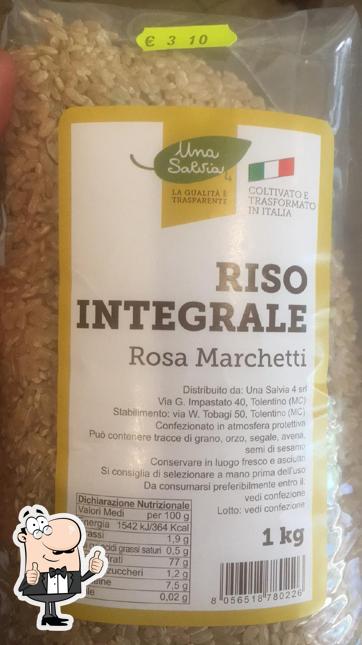 € 3 10
Una
Salvia
LA QUALITÀ È
TRASPARENTE
COLTIVATO E
TRASFORMATO
IN ITALIA
RISO
INTEGRALE
Rosa Marchetti
Distribuito da: Una Salvia 4 srl
Via G. Impastato 40, Tolentino (MC)
Stabilimento: via W. Tobagi 50, Tolentino (MC)
Confezionato in atmosfera protettiva
Può contenere tracce di grano, orzo, segale, avena,
semi di sesamo
Conservare in luogo fresco e asciutto
Si consiglia di selezionare a mano prima dell'uso
Da consumarsi preferibilmente entro il:
vedi confezione
Lotto: vedi confezione
Dichiarazione Nutrizionale
Valori Medi per 100 g
energia 1542 kJ/364 Kcal
grassi 1,9 g
grassi saturi 0,5 g
77 g
zuccheri 1,2 g
7,5 g
0,02 g
1 kg
8 056518 780226